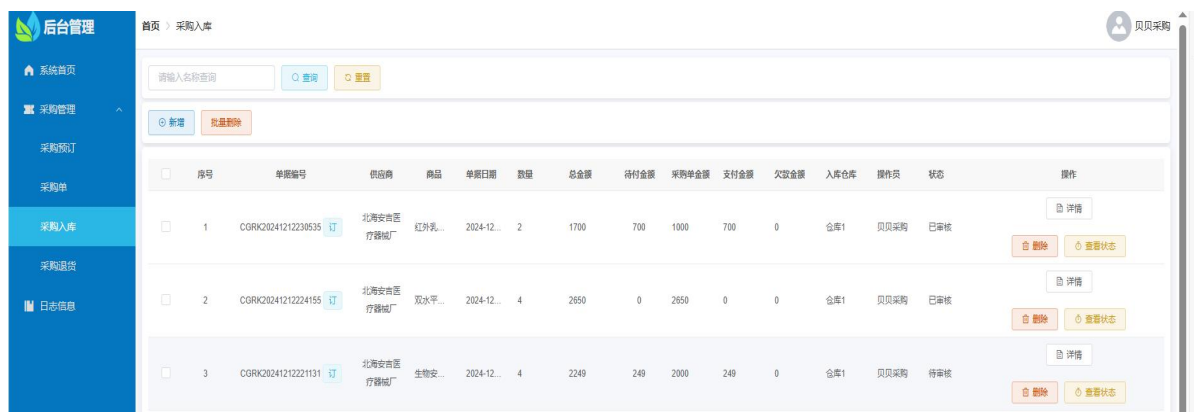 后台管理
首页 〉 采购入库
贝贝采购
系统首页
采购管理
采购预订
采购单
采购入库
采购退货
日志信息
请输入名称查询
查询
重置
新增
批量删除
序号 单据编号 供应商 商品 单据日期 数量 总金额 待付金额 采购单金额 支付金额 欠款金额 入库仓库 操作员 状态 操作
1 CGRK20241212230535 订 北海安吉医
疗器械厂 红外乳... 2024-12... 2 1700 700 1000 700 0 仓库1 贝贝采购 已审核
详情
删除 查看状态
2 CGRK20241212224155 订 北海安吉医
疗器械厂 双水平... 2024-12... 4 2650 0 2650 0 0 仓库1 贝贝采购 已审核
详情
删除 查看状态
3 CGRK20241212221131 订 北海安吉医
疗器械厂 生物安... 2024-12... 4 2249 249 2000 249 0 仓库1 贝贝采购 待审核
详情
删除 查看状态